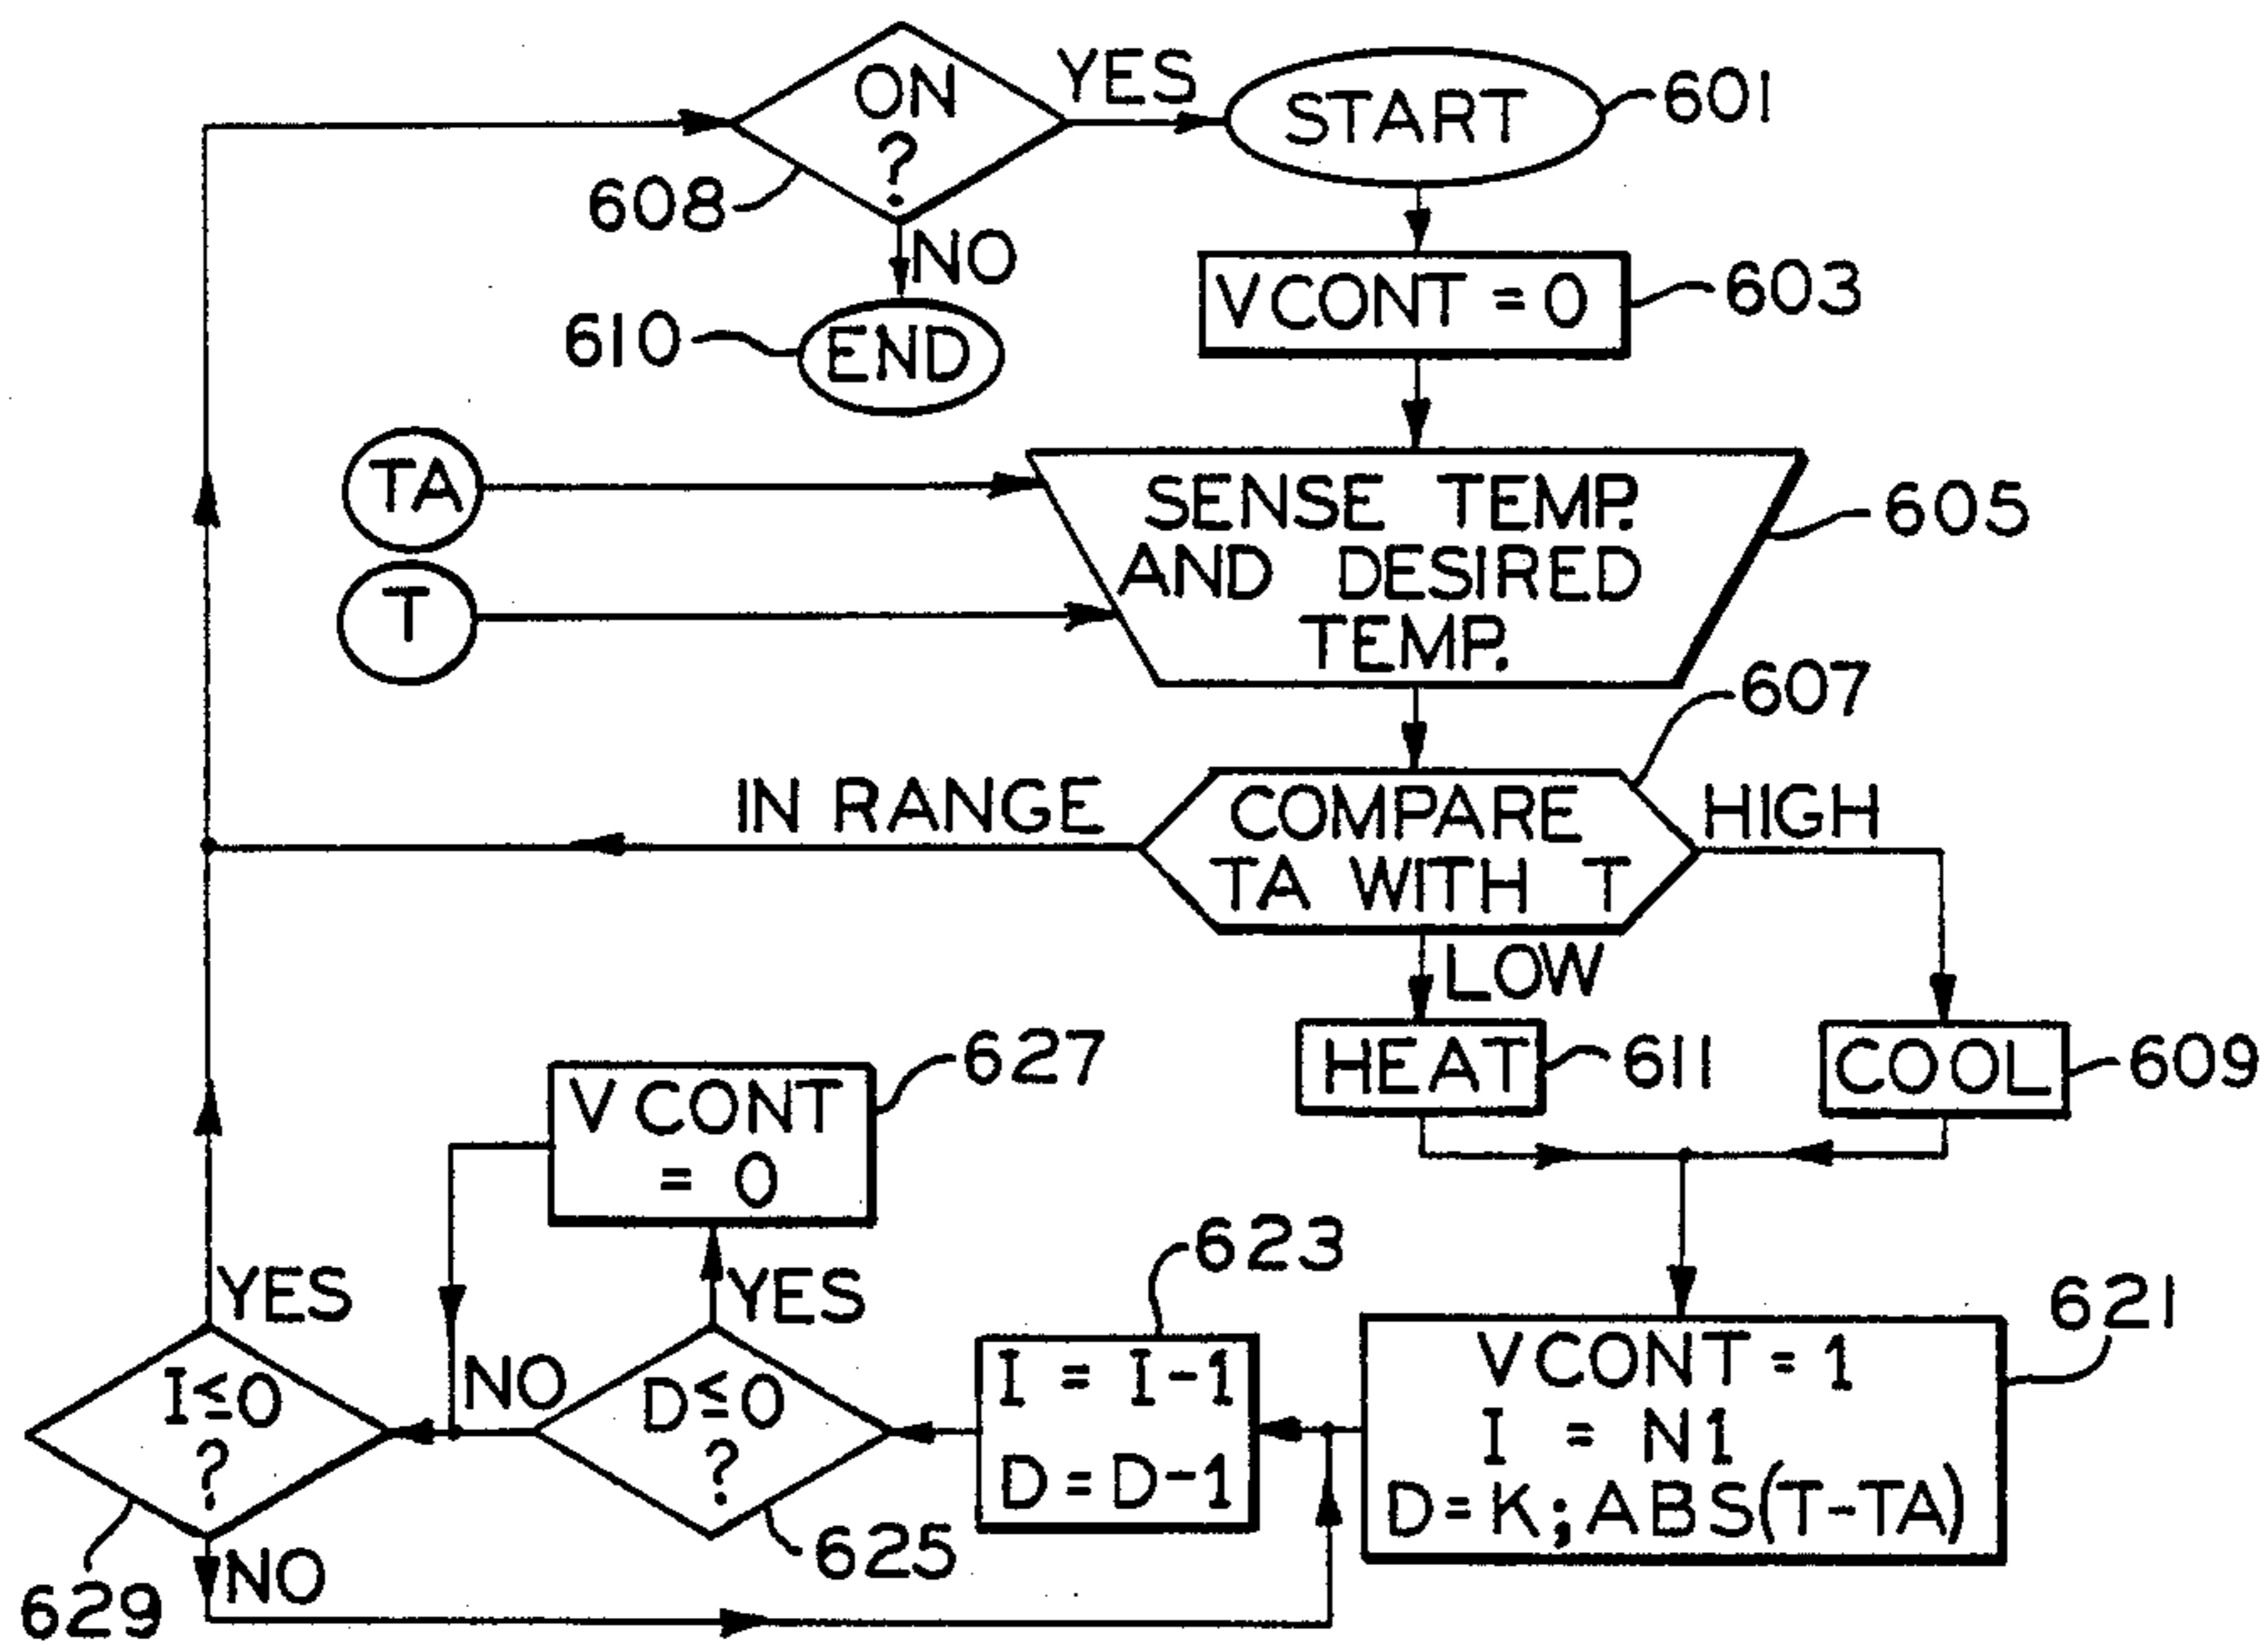 ON
?
YES
START
601
608
NO
VCONT = 0
603
610
END
TA
SENSE TEMP.
AND DESIRED
TEMP.
605
T
607
IN RANGE
COMPARE
TA WITH T
HIGH
LOW
HEAT
611
COOL
609
V CONT
= 0
627
623
YES
YES
621
I≤0
?
NO
D≤0
?
I = I-1
D = D-1
VCONT = 1
I = N1
D=K;ABS(T-TA)
625
629
NO